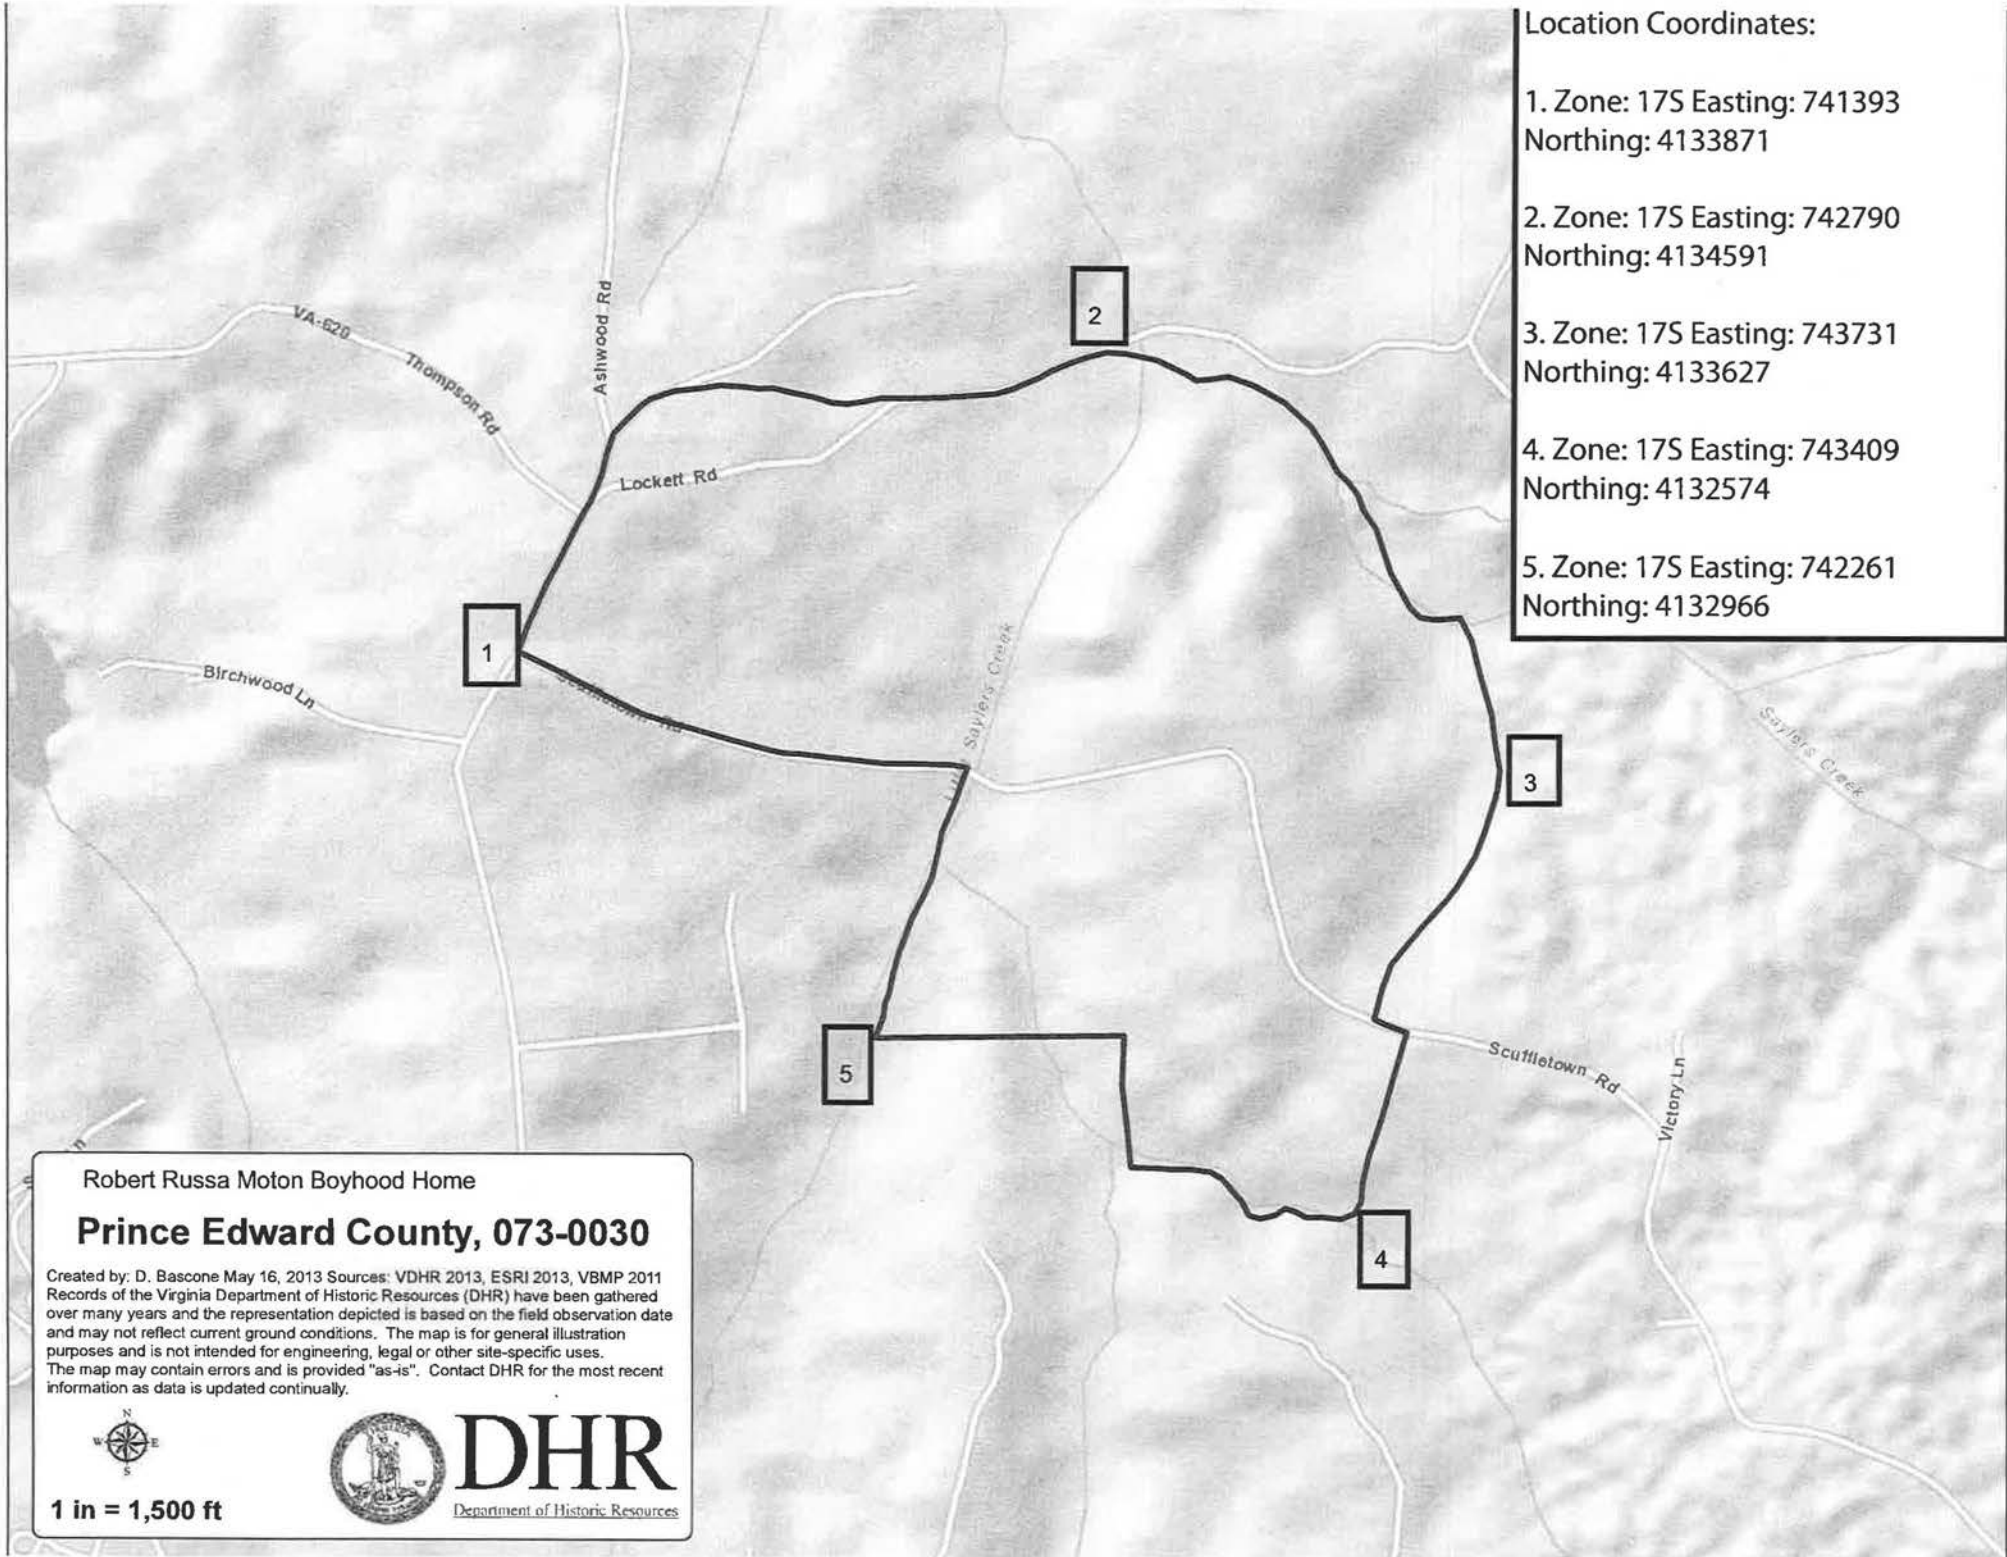 Location Coordinates:
1. Zone: 17S Easting: 741393
Northing: 4133871
2. Zone: 17S Easting: 742790
Northing: 4134591
3. Zone: 17S Easting: 743731
Northing: 4133627
4. Zone: 17S Easting: 743409
Northing: 4132574
5. Zone: 17S Easting: 742261
Northing: 4132966
Ashwood Rd
VA-620
Thompson Rd
2
Lockett Rd
1
Birchwood Ln
Rd
Saylers Creek
Saylers Creek
3
5
Scuffletown Rd
Victory Ln
4
Robert Russa Moton Boyhood Home
Prince Edward County, 073-0030
Created by: D. Bascone May 16, 2013 Sources: VDHR 2013, ESRI 2013, VBMP 2011
Records of the Virginia Department of Historic Resources (DHR) have been gathered
over many years and the representation depicted is based on the field observation date
and may not reflect current ground conditions. The map is for general illustration
purposes and is not intended for engineering, legal or other site-specific uses.
The map may contain errors and is provided "as-is". Contact DHR for the most recent
information as data is updated continually.
N
W E
S
1 in = 1,500 ft
DHR
Department of Historic Resources